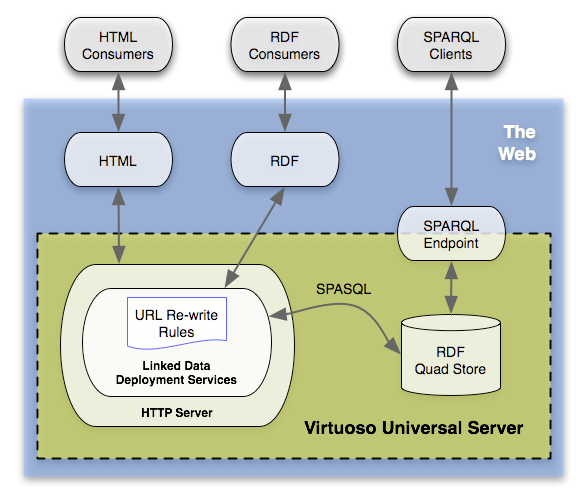 HTML
Consumers
RDF
Consumers
SPARQL
Clients
The
Web
HTML
RDF
SPARQL
Endpoint
SPASQL
URL Re-write
Rules
Linked Data
Deployment Services
HTTP Server
RDF
Quad Store
Virtuoso Universal Server